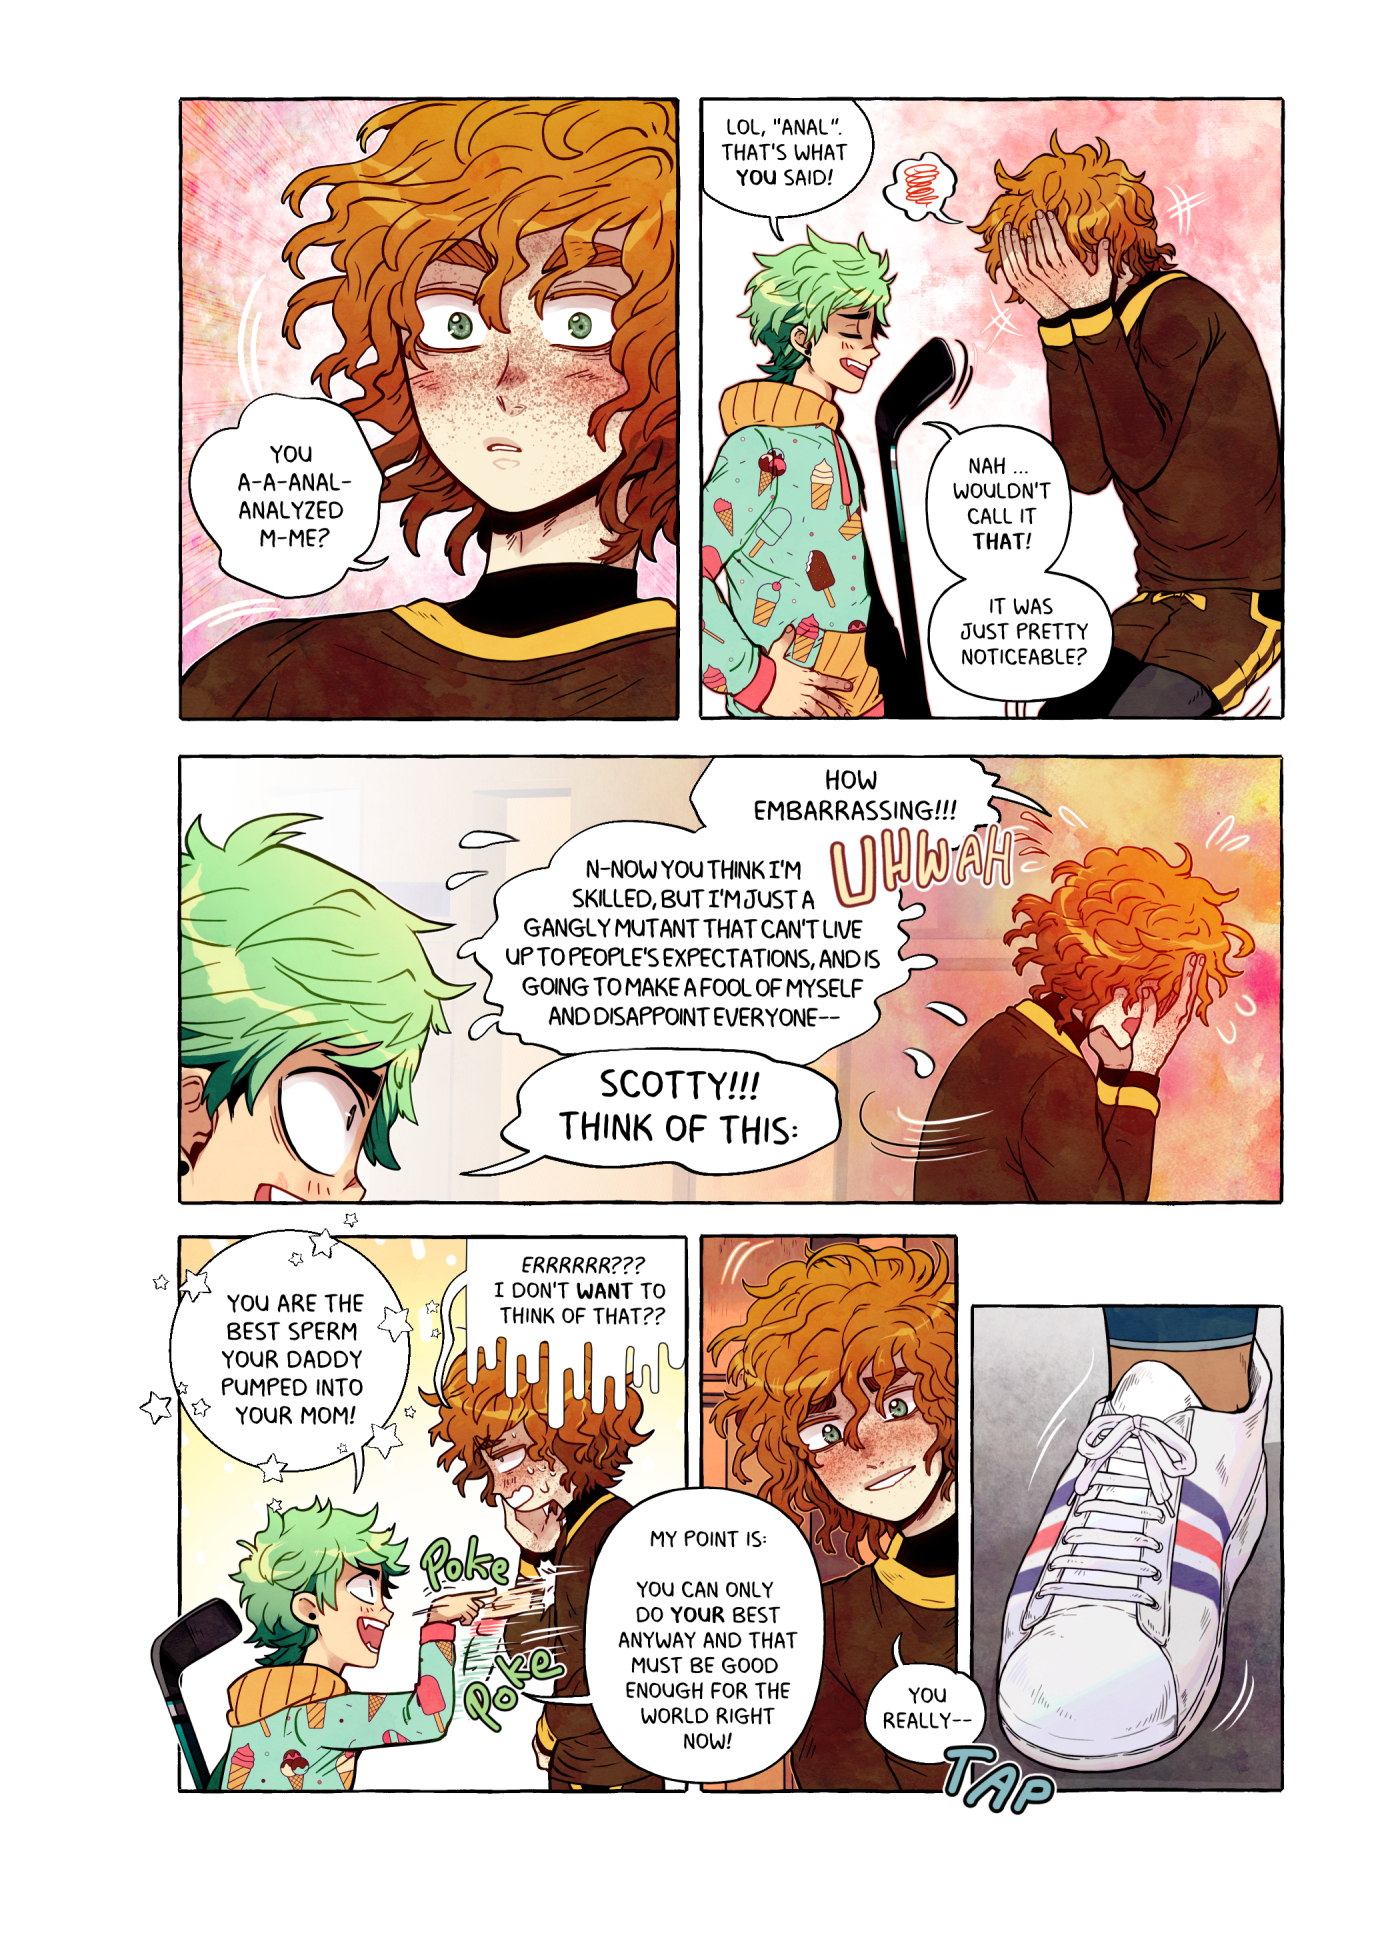 YOU
A-A-ANAL-
ANALYZED
M-ME?
LOL, "ANAL".
THAT'S WHAT
YOU SAID!
NAH ...
WOULDN'T
CALL IT
THAT!
IT WAS
JUST PRETTY
NOTICEABLE?
HOW
EMBARRASSING!!!
UHWAH
N-NOW YOU THINK I'M
SKILLED, BUT I'M JUST A
GANGLY MUTANT THAT CAN'T LIVE
UP TO PEOPLE'S EXPECTATIONS, AND IS
GOING TO MAKE A FOOL OF MYSELF
AND DISAPPOINT EVERYONE--
SCOTTY!!!
THINK OF THIS:
YOU ARE THE
BEST SPERM
YOUR DADDY
PUMPED INTO
YOUR MOM!
ERRRRRR???
I DON'T WANT TO
THINK OF THAT??
Poke
Poke
MY POINT IS:
YOU CAN ONLY
DO YOUR BEST
ANYWAY AND THAT
MUST BE GOOD
ENOUGH FOR THE
WORLD RIGHT
NOW!
YOU
REALLY--
TAP